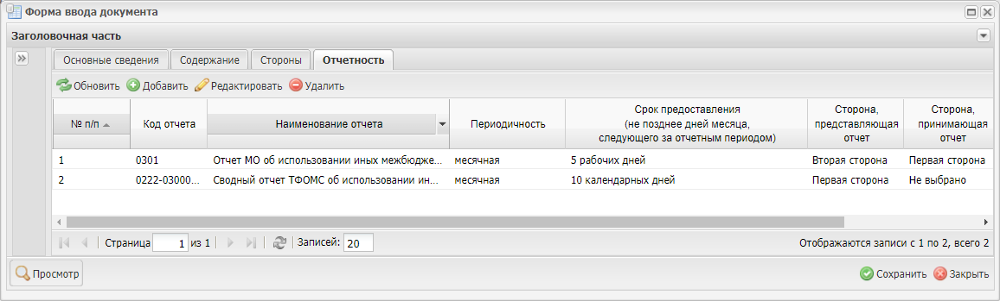 Форма ввода документа
Заголовочная часть
Основные сведения Содержание Стороны Отчетность
Обновить Добавить Редактировать Удалить
№ п/п Код отчета Наименование отчета Периодичность Срок предоставления (не позднее дней месяца, следующего за отчетным периодом) Сторона, представляющая отчет Сторона, принимающая отчет
1 0301 Отчет МО об использовании иных межбюдже... месячная 5 рабочих дней Вторая сторона Первая сторона
2 0222-03000... Сводный отчет ТФОМС об использовании ин... месячная 10 календарных дней Первая сторона Не выбрано
Страница 1 из 1 Записей: 20 Отображаются записи с 1 по 2, всего 2
Просмотр Сохранить Закрыть